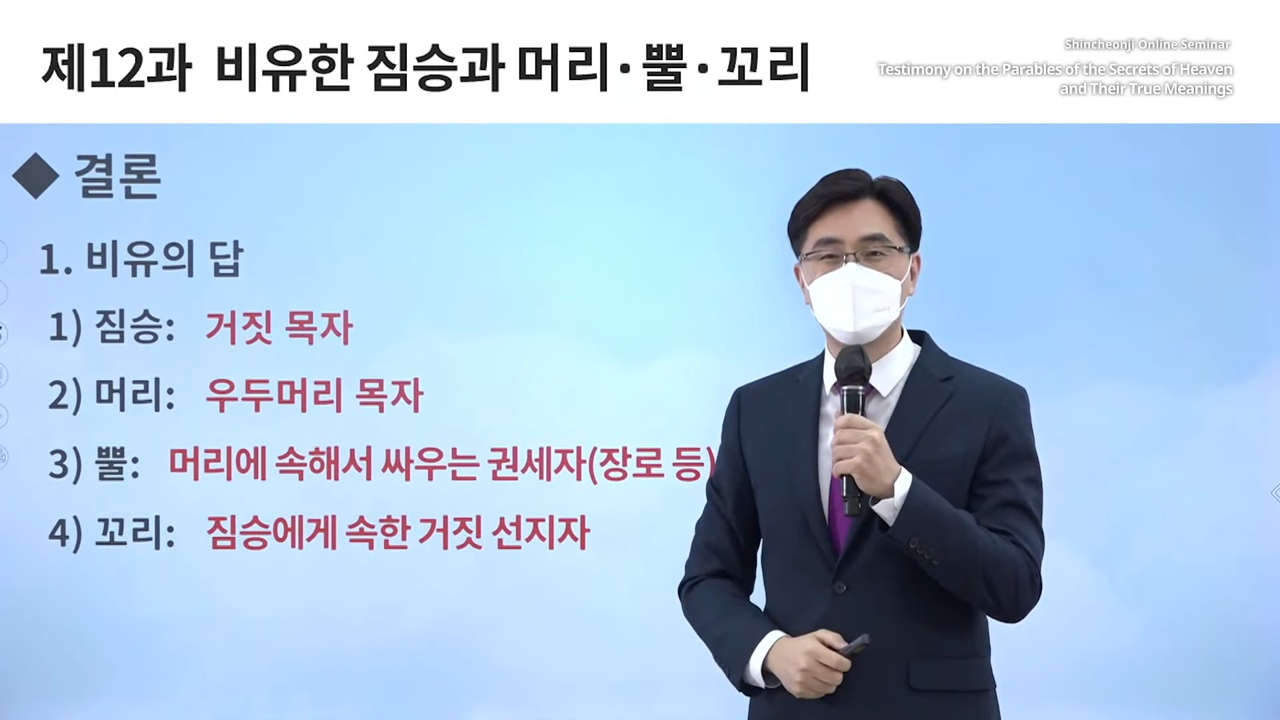 제12과 비유한 짐승과 머리·뿔·꼬리
Shincheonji Online Seminar
Testimony on the Parables of the Secrets of Heaven
and Their True Meanings
◆ 결론
1. 비유의 답
1) 짐승: 거짓 목자
2) 머리: 우두머리 목자
3) 뿔: 머리에 속해서 싸우는 권세자(장로 등)
4) 꼬리: 짐승에게 속한 거짓 선지자